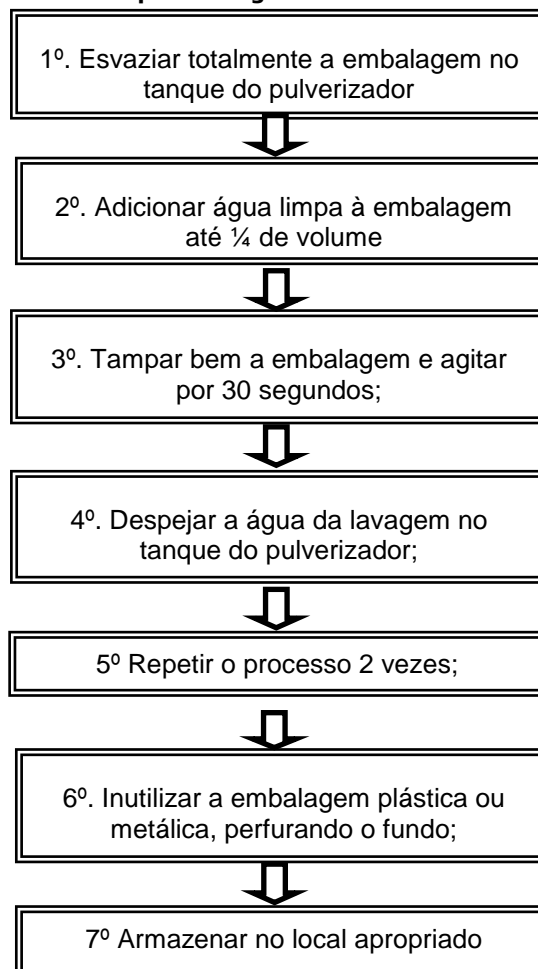 1º. Esvaziar totalmente a embalagem no
tanque do pulverizador
2º. Adicionar água limpa à embalagem
até ¼ de volume
3º. Tampar bem a embalagem e agitar
por 30 segundos;
4º. Despejar a água da lavagem no
tanque do pulverizador;
5º Repetir o processo 2 vezes;
6º. Inutilizar a embalagem plástica ou
metálica, perfurando o fundo;
7º Armazenar no local apropriado